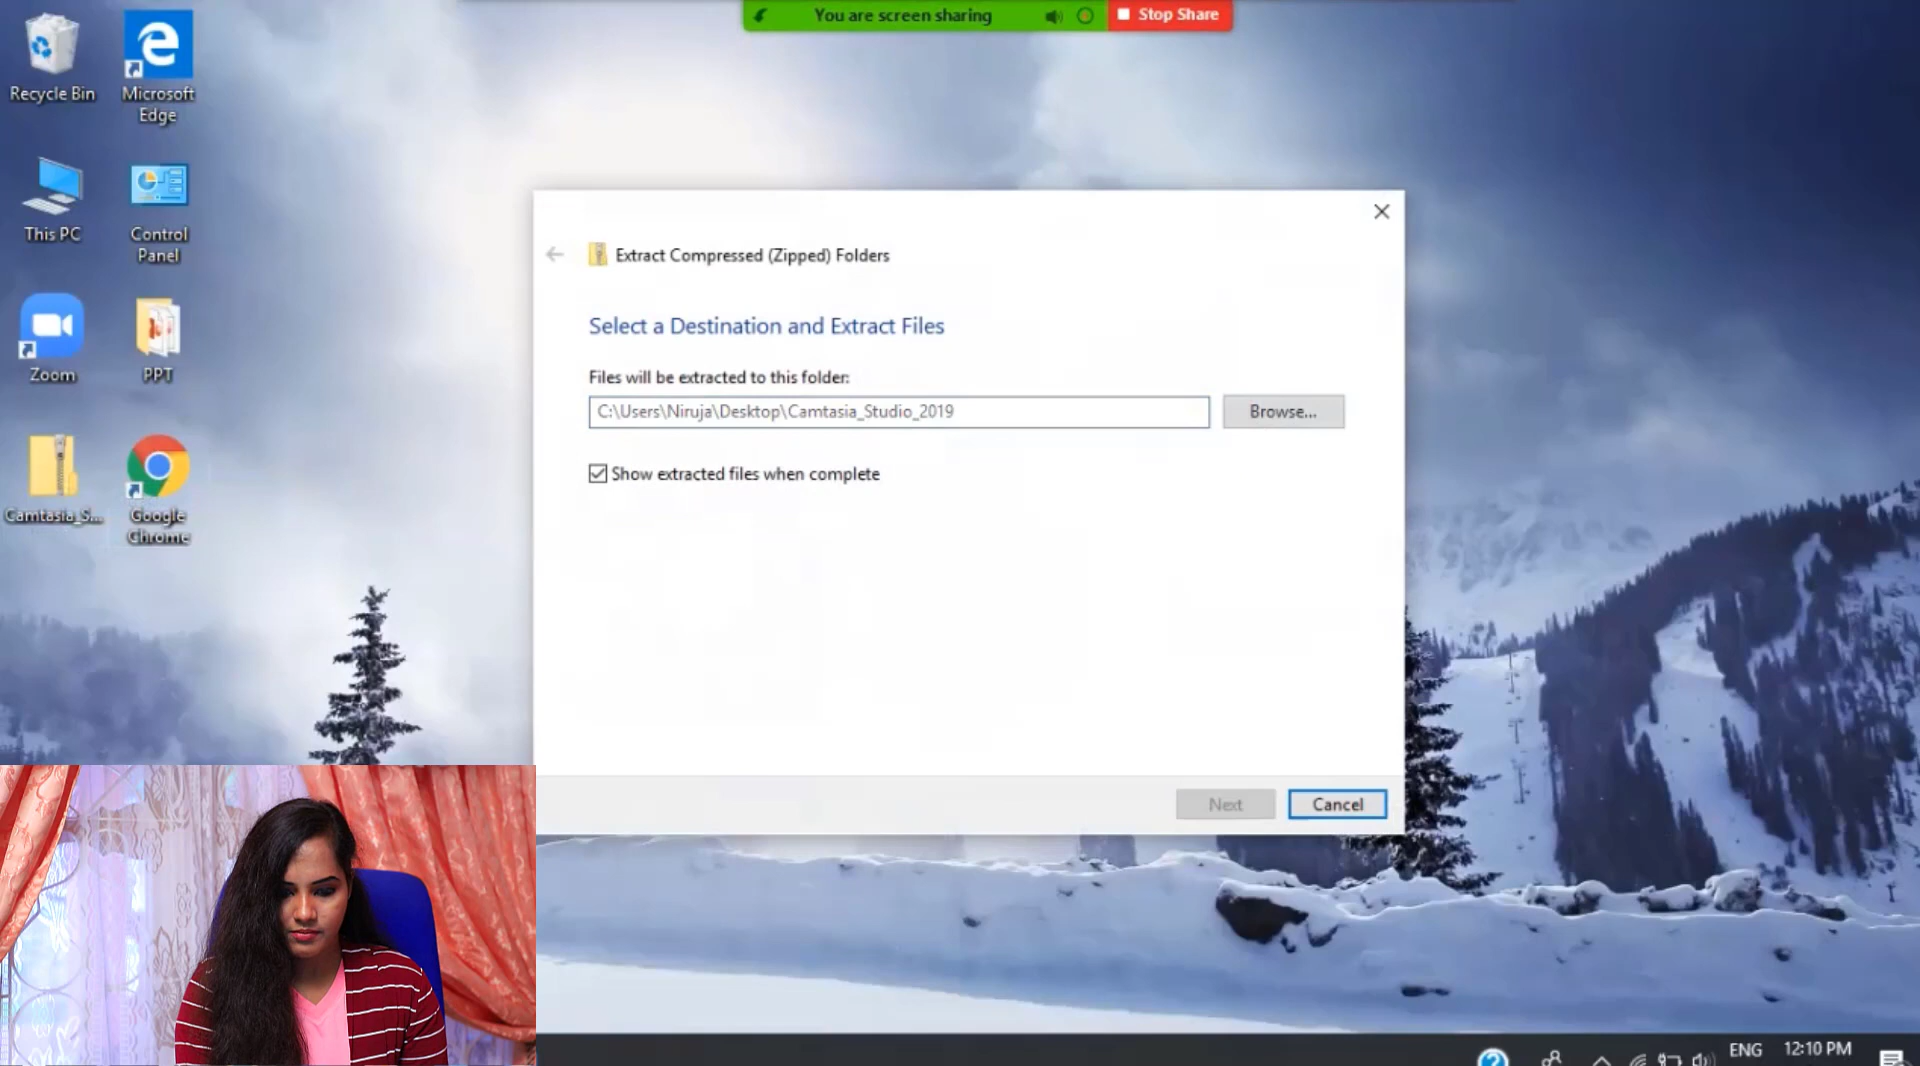 You are screen sharing
Stop Share
Recycle Bin
Microsoft
Edge
This PC
Control
Panel
Zoom
PPT
Camtasia_S...
Google
Chrome
Extract Compressed (Zipped) Folders
Select a Destination and Extract Files
Files will be extracted to this folder:
C:\Users\Niruja\Desktop\Camtasia_Studio_2019
Browse...
Show extracted files when complete
Next
Cancel
ENG
12:10 PM